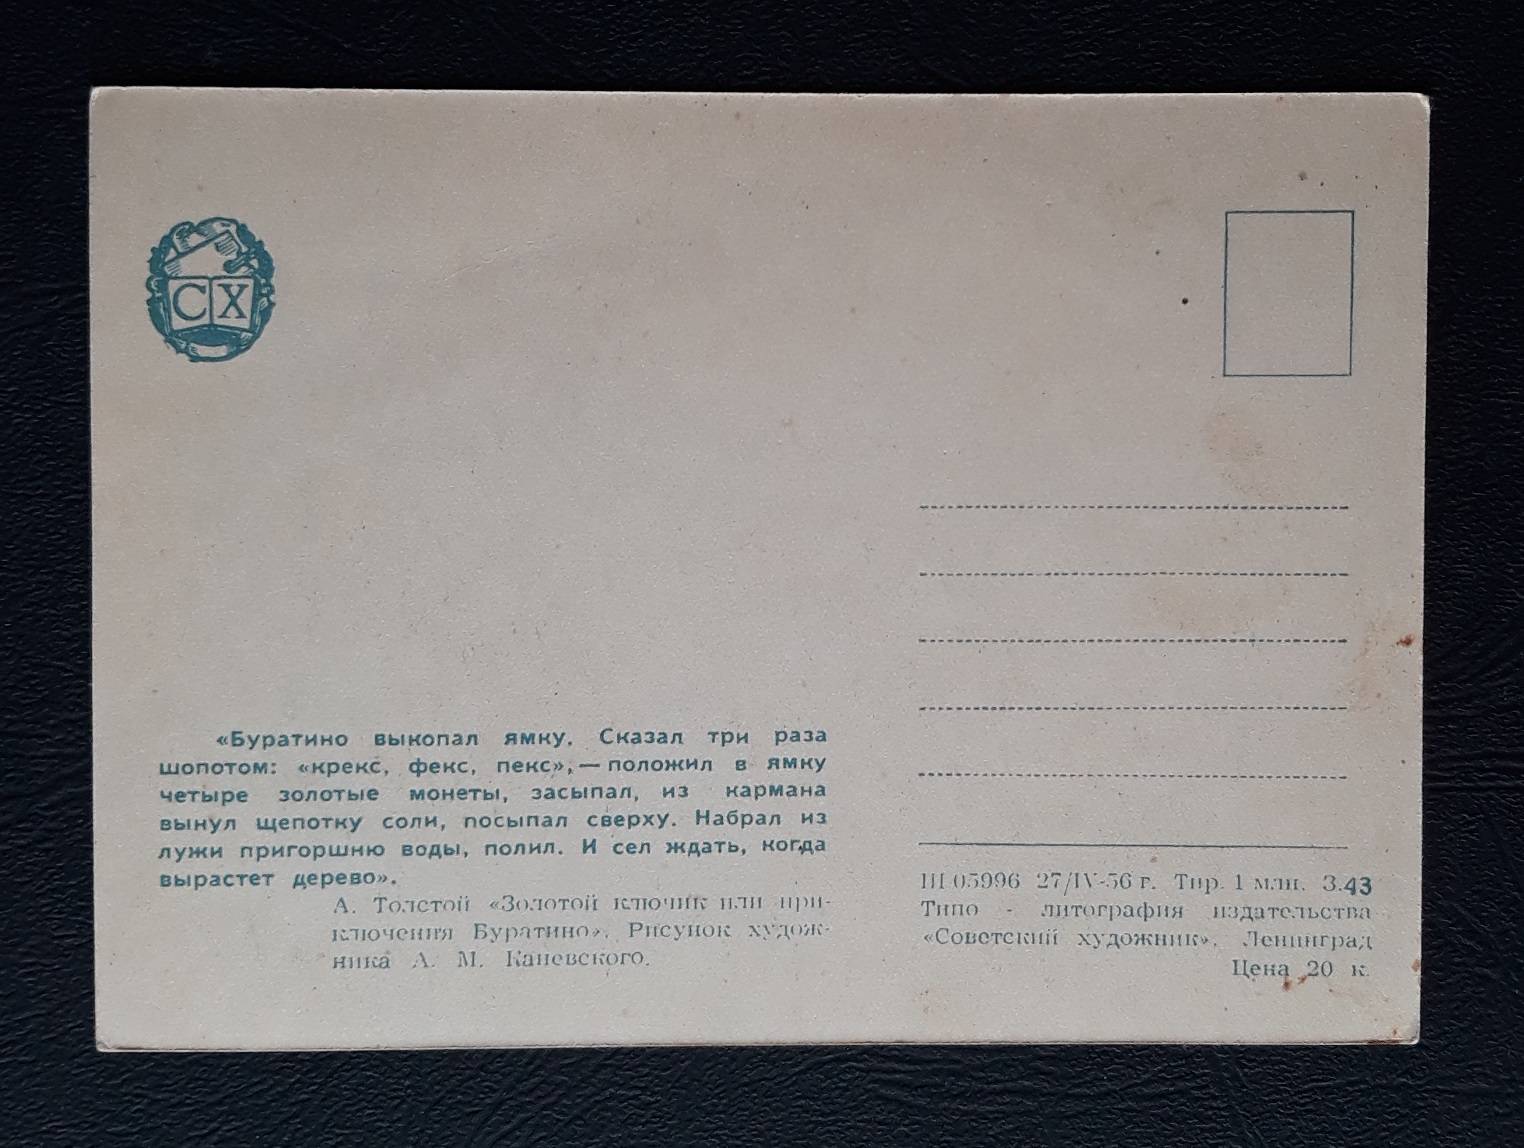 СХ
«Буратино выкопал ямку. Сказал три раза
шопотом: «крекс, фекс, пекс»,— положил в ямку
четыре золотые монеты, засыпал, из кармана
вынул щепотку соли, посыпал сверху. Набрал из
лужи пригоршню воды, полил. И сел ждать, когда
вырастет дерево».
А. Толстой «Золотой ключик или при-
ключения Буратино». Рисунок худож-
ника А. М. Каневского.
Ш 05996 27/IV-56 г. Тир. 1 млн. З.43
Типо - литография издательства
«Советский художник». Ленинград
Цена 20 к.